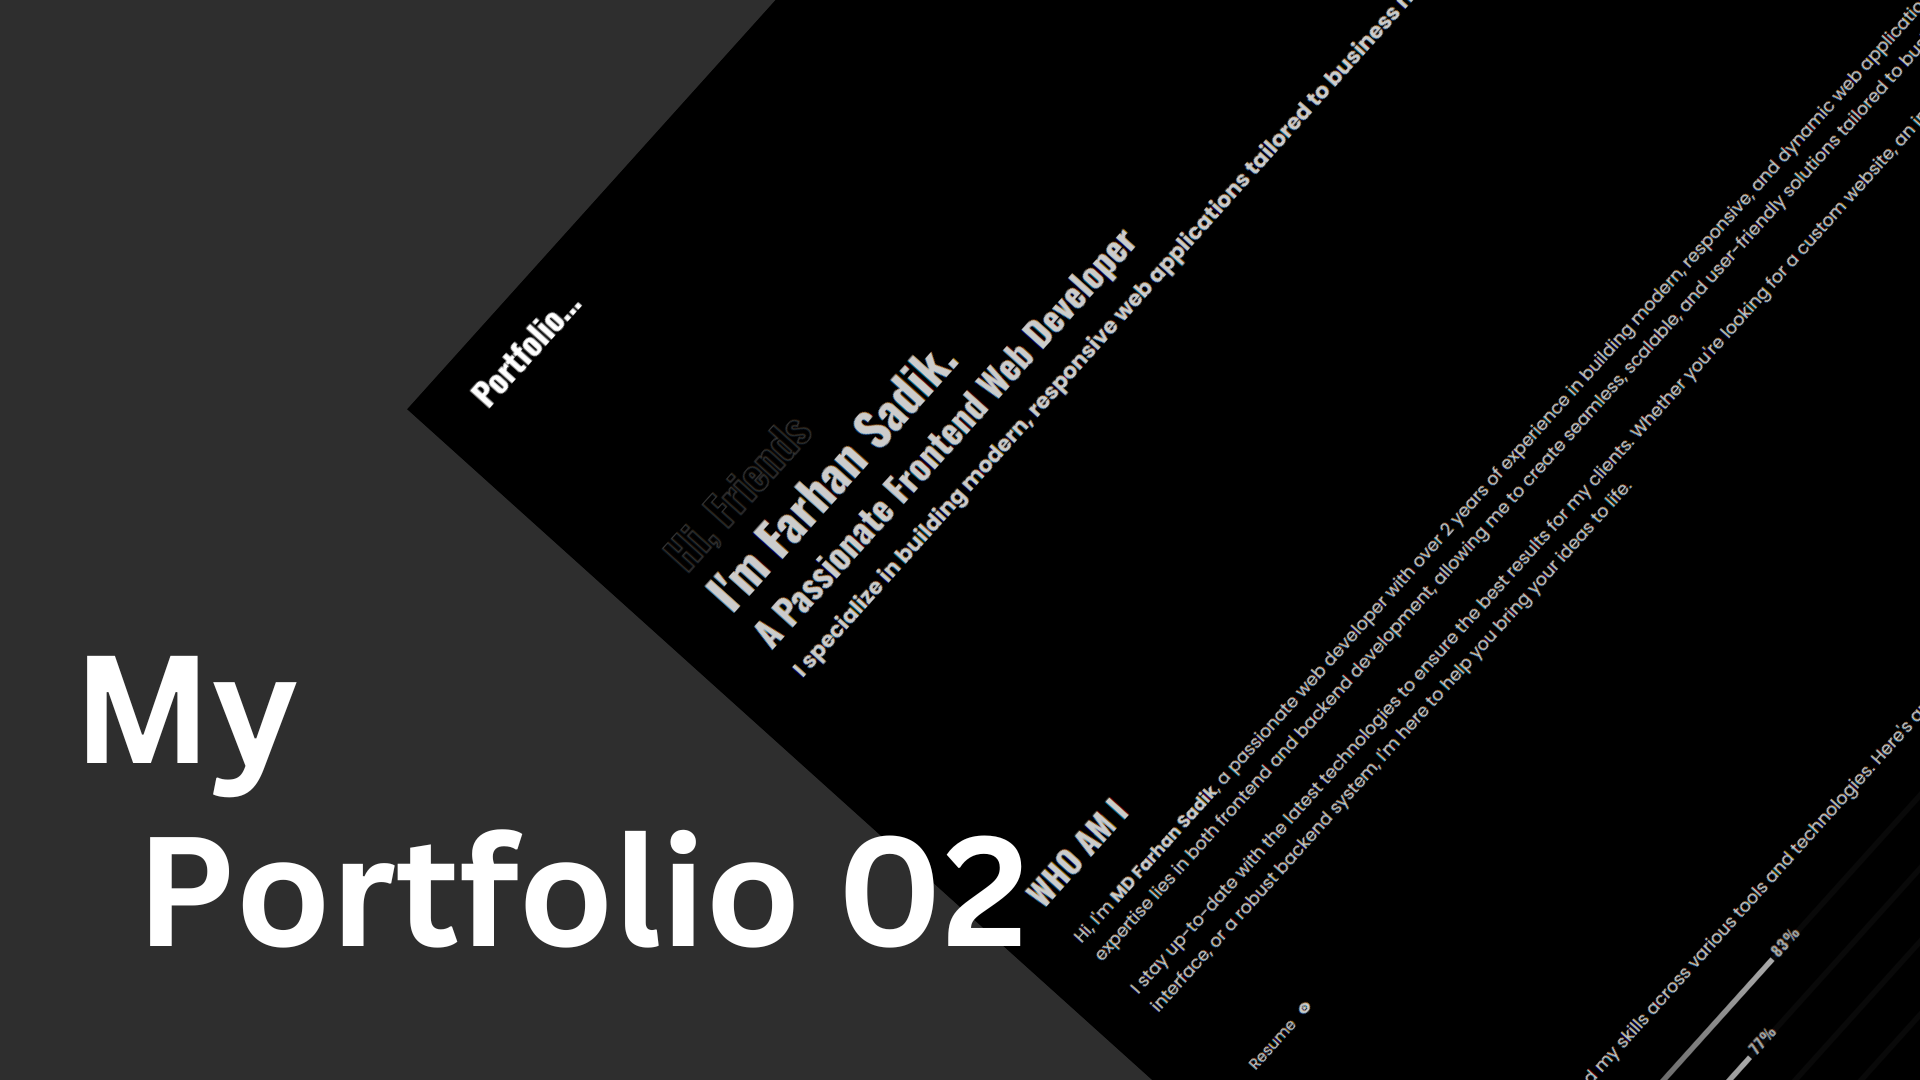 Portfolio...
Hi, Friends
I'm Farhan Sadik.
A Passionate Frontend Web Developer
I specialize in building modern, responsive web applications tailored to business
WHO AM I
Hi, I'm MD Farhan Sadik, a passionate web developer with over 2 years of experience in building modern, responsive, and dynamic web
expertise lies in both frontend and backend development, allowing me to create seamless, scalable, and user-friendly solutions tailored to
I stay up-to-date with the latest technologies to ensure the best results for my clients. Whether you're looking for a custom website, an
interface, or a robust backend system, I'm here to help you bring your ideas to life.
Resume
my skills across various tools and technologies. Here's
83%
77%
My
Portfolio 02